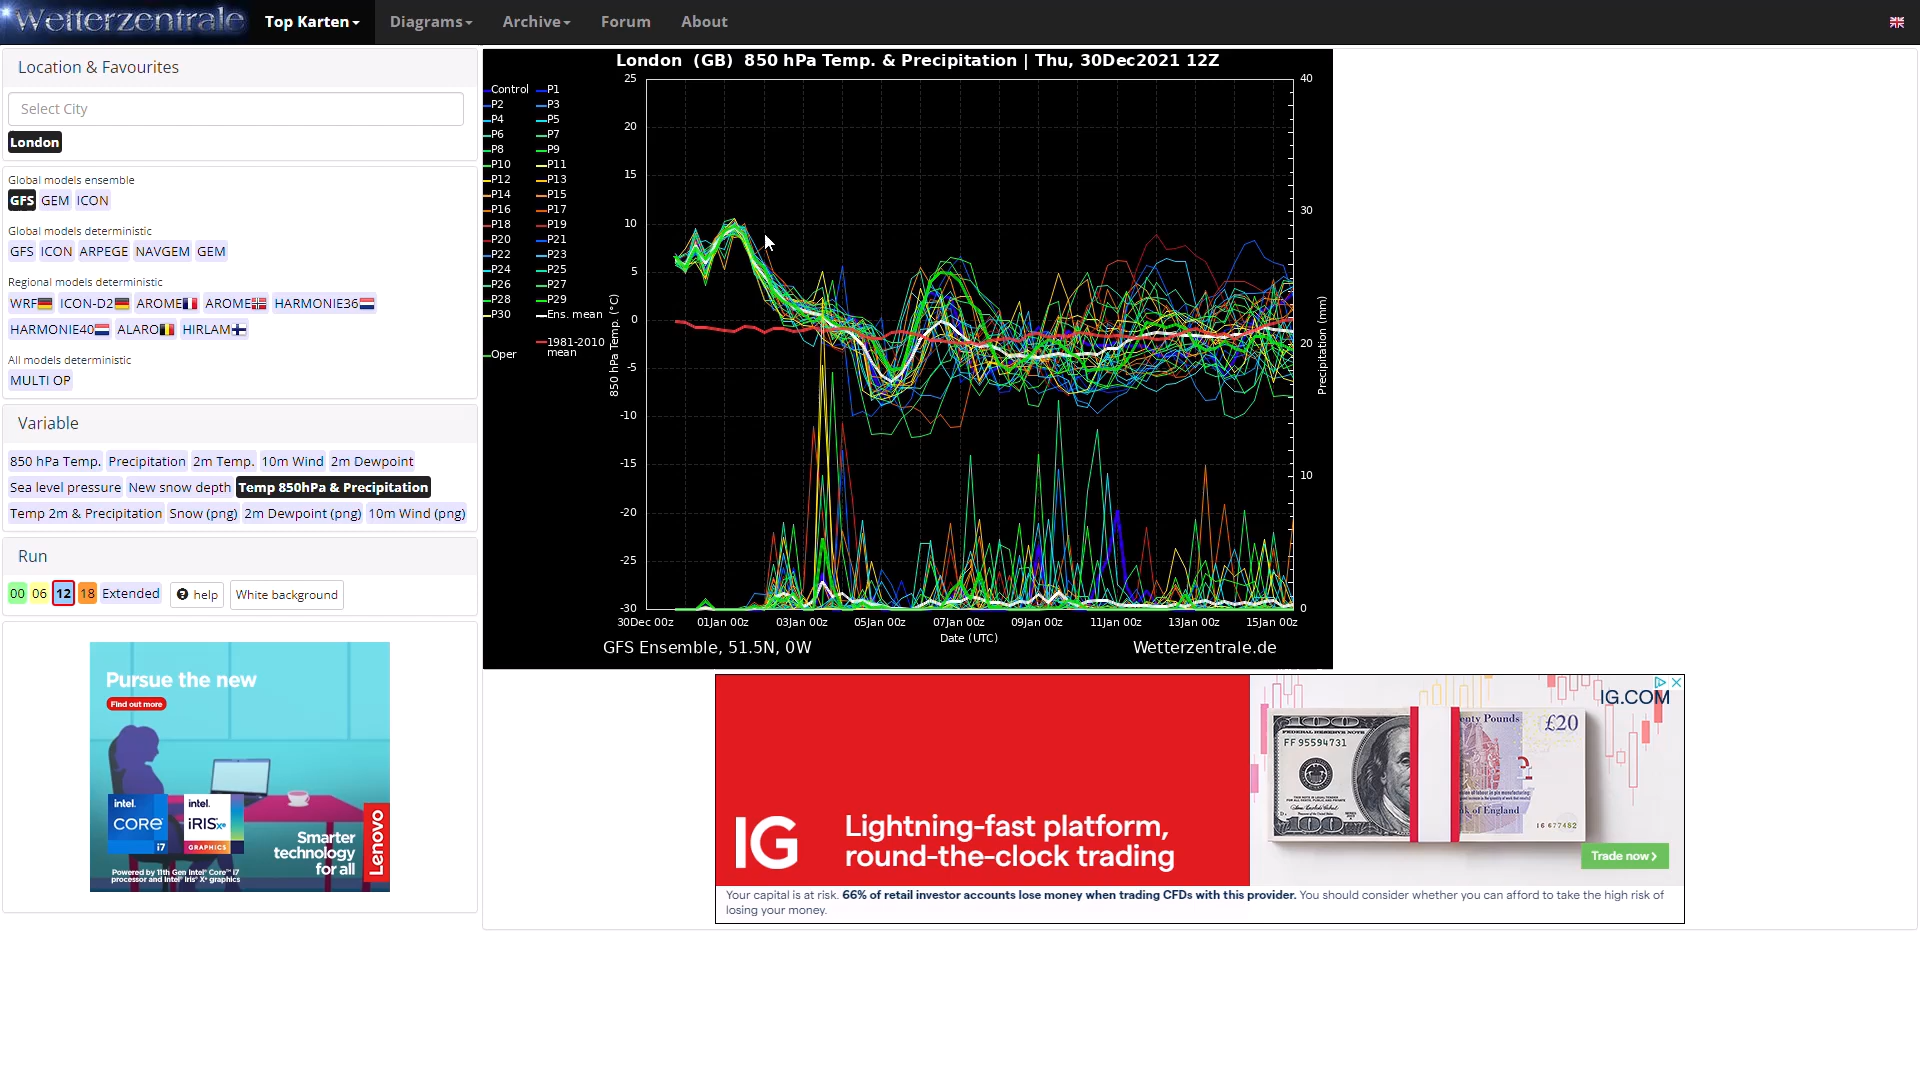 Wetterzentrale
Top Karten
Diagrams
Archive
Forum
About
Location & Favourites
Select City
London
Global models ensemble
GFS GEM ICON
Global models deterministic
GFS ICON ARPEGE NAVGEM GEM
Regional models deterministic
WRF ICON-D2 AROME AROME HARMONIE36
HARMONIE40 ALARO HIRLAM
All models deterministic
MULTI OP
Variable
850 hPa Temp. Precipitation 2m Temp. 10m Wind 2m Dewpoint
Sea level pressure New snow depth Temp 850hPa & Precipitation
Temp 2m & Precipitation Snow (png) 2m Dewpoint (png) 10m Wind (png)
Run
00 06 12 18 Extended help White background
Pursue the new
Find out more
intel. CORE i7
intel. iRIS Xe GRAPHICS
Smarter
technology
for all
Lenovo
Powered by 11th Gen Intel® Core™ i7
processor and Intel® Iris® Xe graphics
London (GB) 850 hPa Temp. & Precipitation | Thu, 30Dec2021 12Z
Control P1
P2 P3
P4 P5
P6 P7
P8 P9
P10 P11
P12 P13
P14 P15
P16 P17
P18 P19
P20 P21
P22 P23
P24 P25
P26 P27
P28 P29
P30 Ens. mean
Oper 1981-2010
mean
850 hPa Temp. (°C)
25
20
15
10
5
0
-5
-10
-15
-20
-25
-30
40
30
20
10
0
Precipitation (mm)
30Dec 00z 01Jan 00z 03Jan 00z 05Jan 00z 07Jan 00z 09Jan 00z 11Jan 00z 13Jan 00z 15Jan 00z
Date (UTC)
GFS Ensemble, 51.5N, 0W
Wetterzentrale.de
IG
Lightning-fast platform,
round-the-clock trading
IG.COM
FEDERAL RESERVE NOTE
FF 95594731
100
enty Pounds £20
k of England
16 677482
Trade now
Your capital is at risk. 66% of retail investor accounts lose money when trading CFDs with this provider. You should consider whether you can afford to take the high risk of
losing your money.